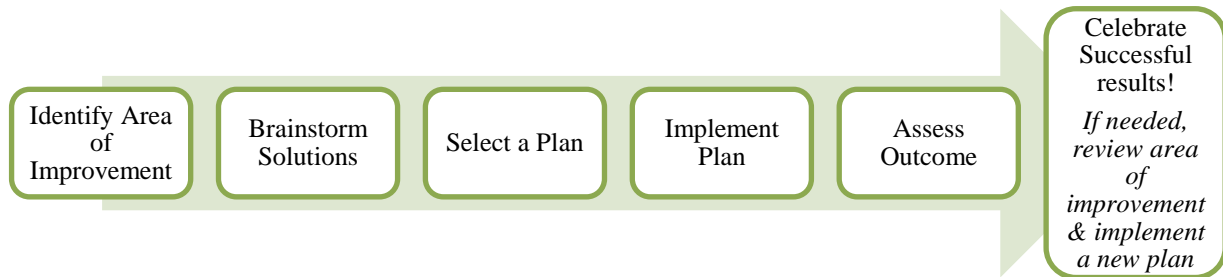 Identify Area
of
Improvement
Brainstorm
Solutions
Select a Plan
Implement
Plan
Assess
Outcome
Celebrate
Successful
results!
If needed,
review area
of
improvement
& implement
a new plan